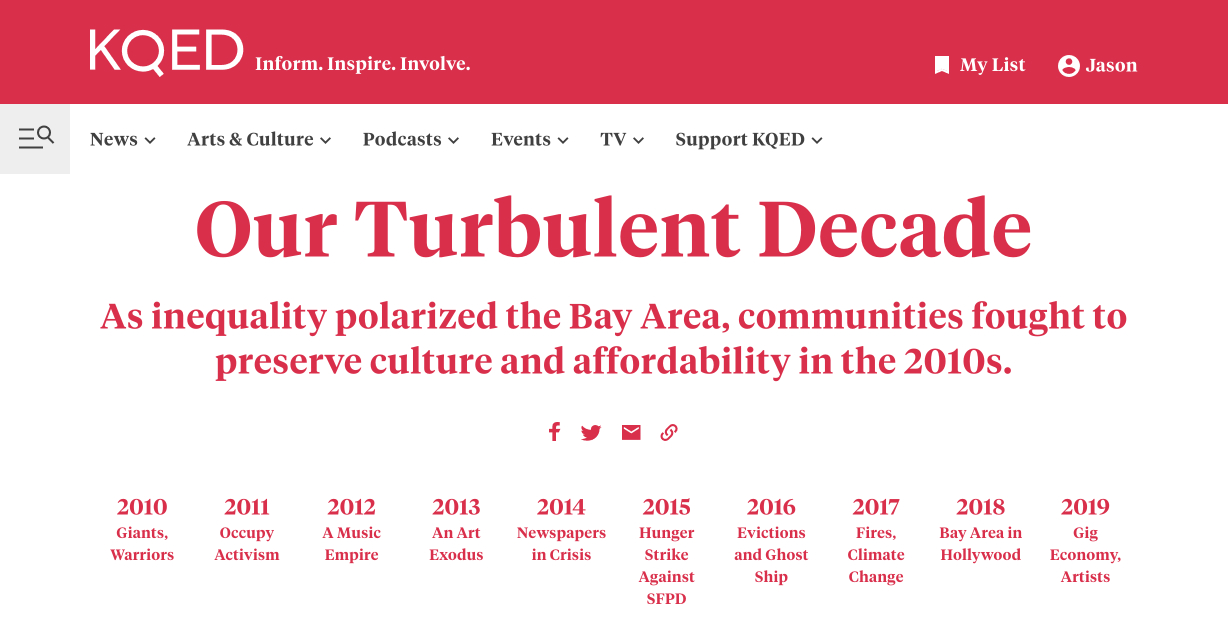 KQED Inform. Inspire. Involve.
My List
Jason
News
Arts & Culture
Podcasts
Events
TV
Support KQED
Our Turbulent Decade
As inequality polarized the Bay Area, communities fought to
preserve culture and affordability in the 2010s.
2010
Giants,
Warriors
2011
Occupy
Activism
2012
A Music
Empire
2013
An Art
Exodus
2014
Newspapers
in Crisis
2015
Hunger
Strike
Against
SFPD
2016
Evictions
and Ghost
Ship
2017
Fires,
Climate
Change
2018
Bay Area in
Hollywood
2019
Gig
Economy,
Artists